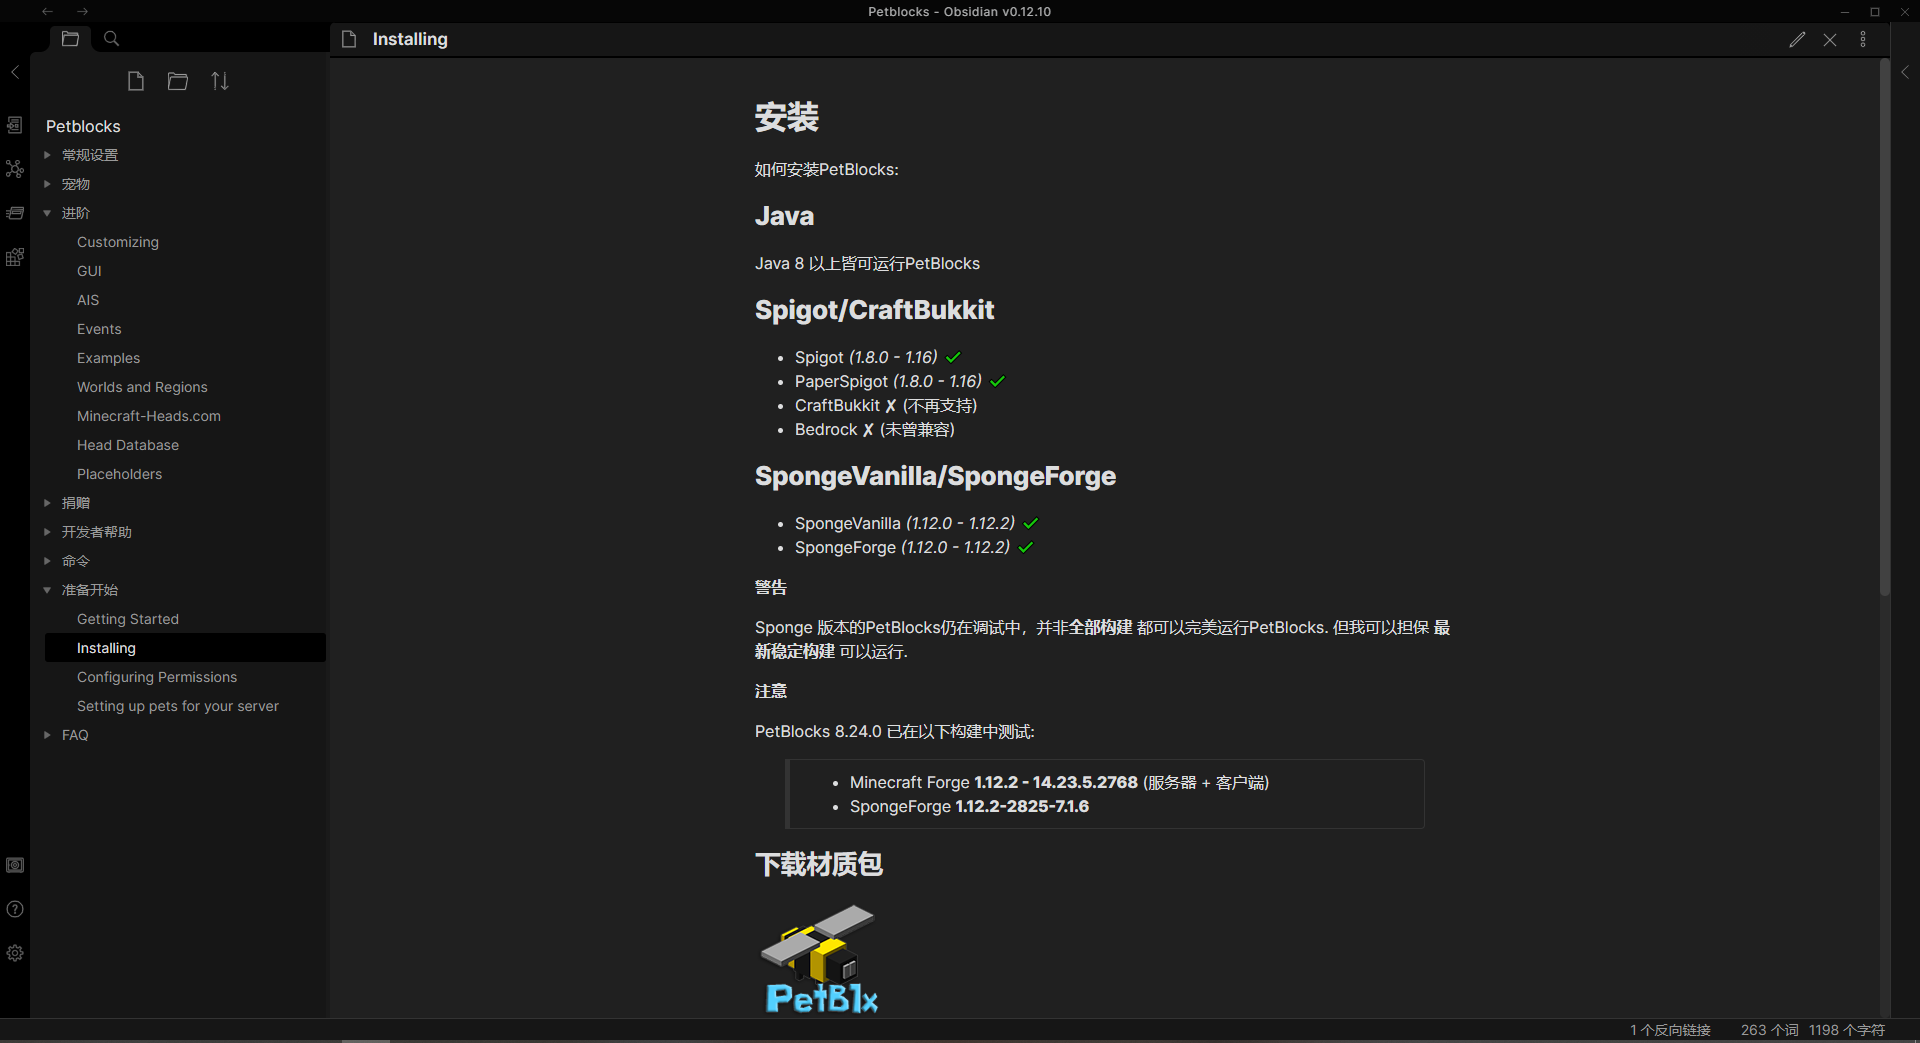 Petblocks - Obsidian v0.12.10
Installing
Petblocks
常规设置
宠物
进阶
Customizing
GUI
AIS
Events
Examples
Worlds and Regions
Minecraft-Heads.com
Head Database
Placeholders
捐赠
开发者帮助
命令
准备开始
Getting Started
Installing
Configuring Permissions
Setting up pets for your server
FAQ
安装
如何安装PetBlocks:
Java
Java 8 以上皆可运行PetBlocks
Spigot/CraftBukkit
Spigot (1.8.0 - 1.16) ✓
PaperSpigot (1.8.0 - 1.16) ✓
CraftBukkit ✗ (不再支持)
Bedrock ✗ (未曾兼容)
SpongeVanilla/SpongeForge
SpongeVanilla (1.12.0 - 1.12.2) ✓
SpongeForge (1.12.0 - 1.12.2) ✓
警告
Sponge 版本的PetBlocks仍在调试中，并非全部构建 都可以完美运行PetBlocks. 但我可以担保 最
新稳定构建 可以运行.
注意
PetBlocks 8.24.0 已在以下构建中测试:
Minecraft Forge 1.12.2 - 14.23.5.2768 (服务器 + 客户端)
SpongeForge 1.12.2-2825-7.1.6
下载材质包
PetBlx
1 个反向链接 263 个词 1198 个字符